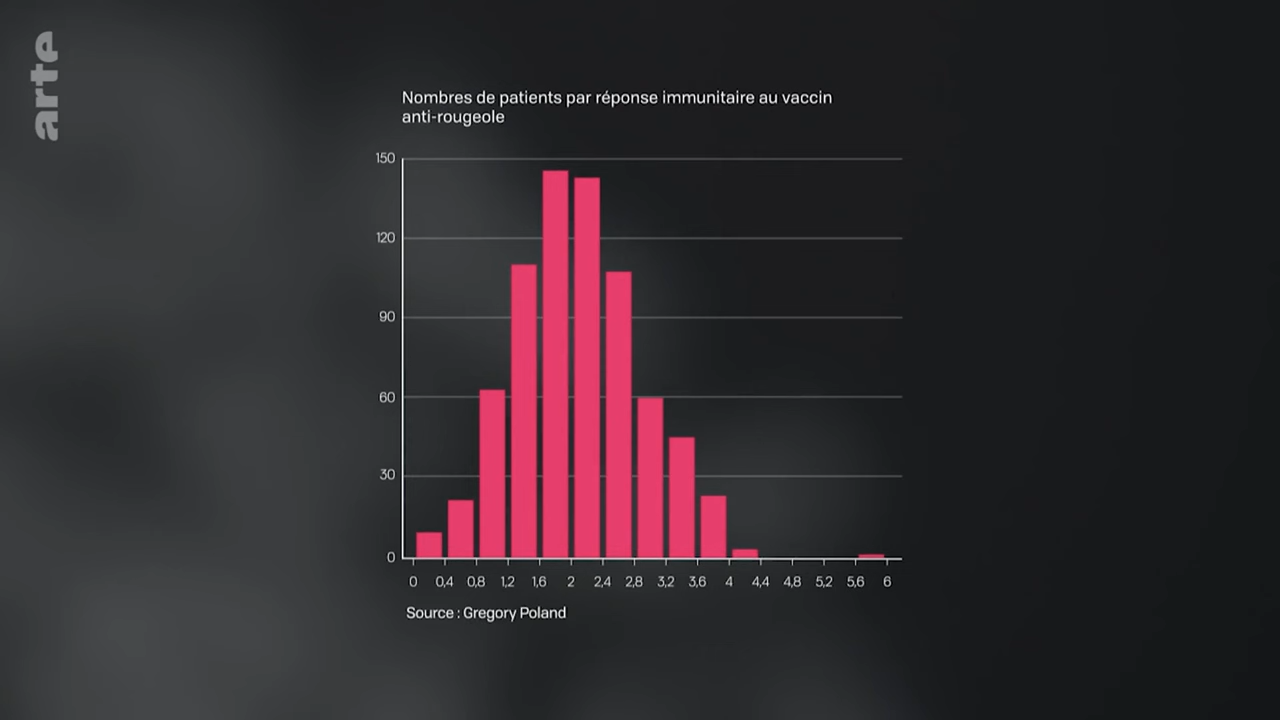 arte
Nombres de patients par réponse immunitaire au vaccin
anti-rougeole
150
120
90
60
30
0
0 0,4 0,8 1,2 1,6 2 2,4 2,8 3,2 3,6 4 4,4 4,8 5,2 5,6 6
Source : Gregory Poland